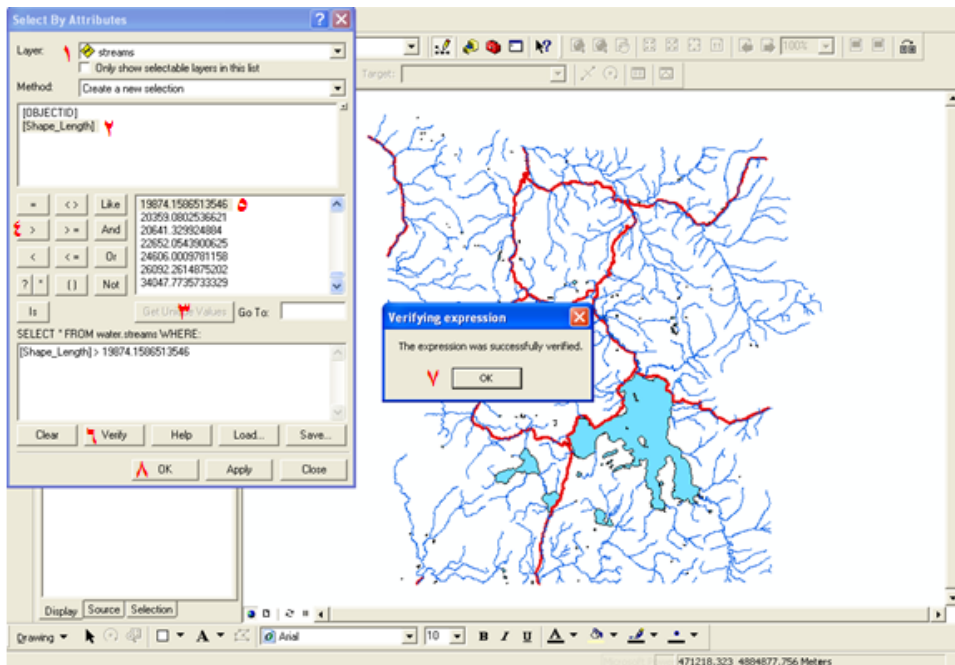 Select By Attributes
Layer: ١ streams
Only show selectable layers in this list
Method: Create a new selection
[OBJECTID]
[Shape_Length] ٢
= < > Like
٤ > > = And
< < = Or
? * ( ) Not
Is
19874.1586513546 ٥
20359.0802536621
20641.329924884
22652.0543900625
24606.0009781158
26092.2614875202
34047.7735733329
Get Unique Values ٣ Go To:
SELECT * FROM water.streams WHERE:
[Shape_Length] > 19874.1586513546
Clear ٦ Verify Help Load... Save...
٨ OK Apply Close
100%
Target:
Verifying expression
The expression was successfully verified.
٧ OK
Display Source Selection
Drawing A Arial 10 B I U A
471218.323 4884877.756 Meters